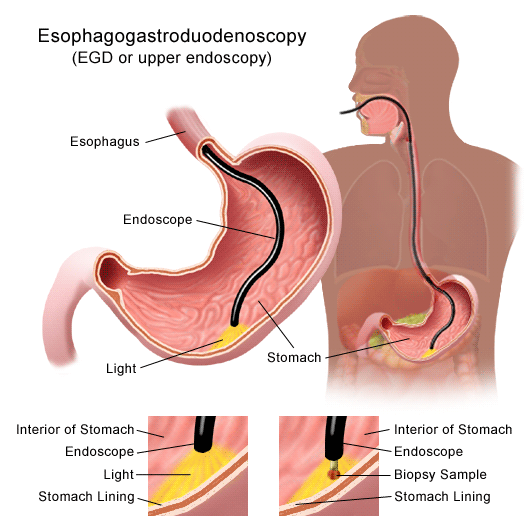 Esophagogastroduodenoscopy
(EGD or upper endoscopy)
Esophagus
Endoscope
Light
Stomach
Interior of Stomach
Endoscope
Light
Stomach Lining
Interior of Stomach
Endoscope
Biopsy Sample
Stomach Lining